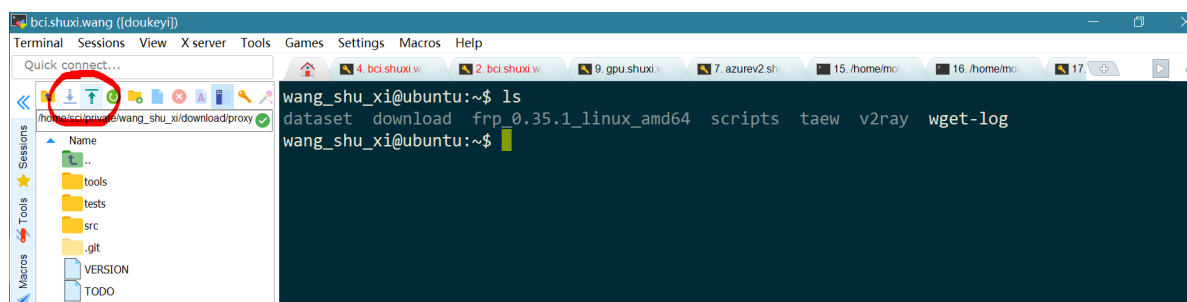 bci.shuxi.wang ([doukeyi])
Terminal Sessions View X server Tools Games Settings Macros Help
Quick connect...
4. bci.shuxi.w 2. bci.shuxi.w 9. gpu.shuxi.v 7. azurev2.sh 15. /home/mo 16. /home/mo 17.
/home/sci/private/wang_shu_xi/download/proxy
Name
..
tools
tests
src
.git
VERSION
TODO
Sessions
Tools
Macros
wang_shu_xi@ubuntu:~$ ls
dataset download frp_0.35.1_linux_amd64 scripts taew v2ray wget-log
wang_shu_xi@ubuntu:~$